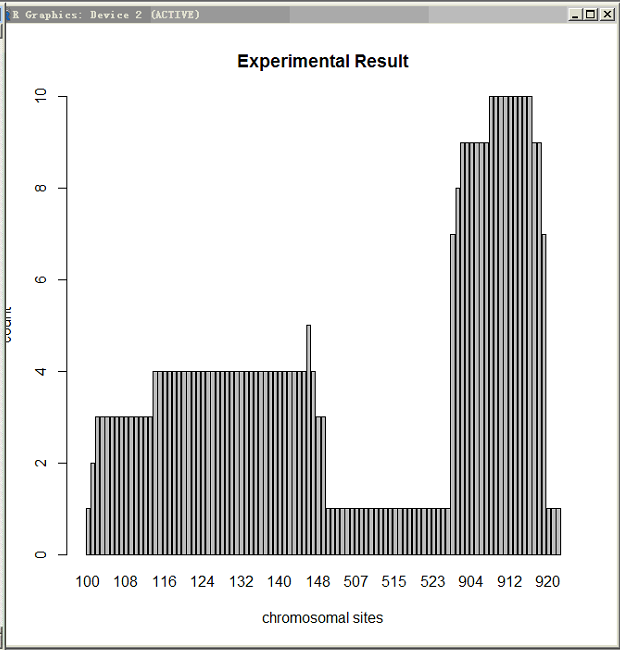 R Graphics: Device 2 (ACTIVE)
Experimental Result
10
8
6
4
2
0
count
100 108 116 124 132 140 148 507 515 523 904 912 920
chromosomal sites